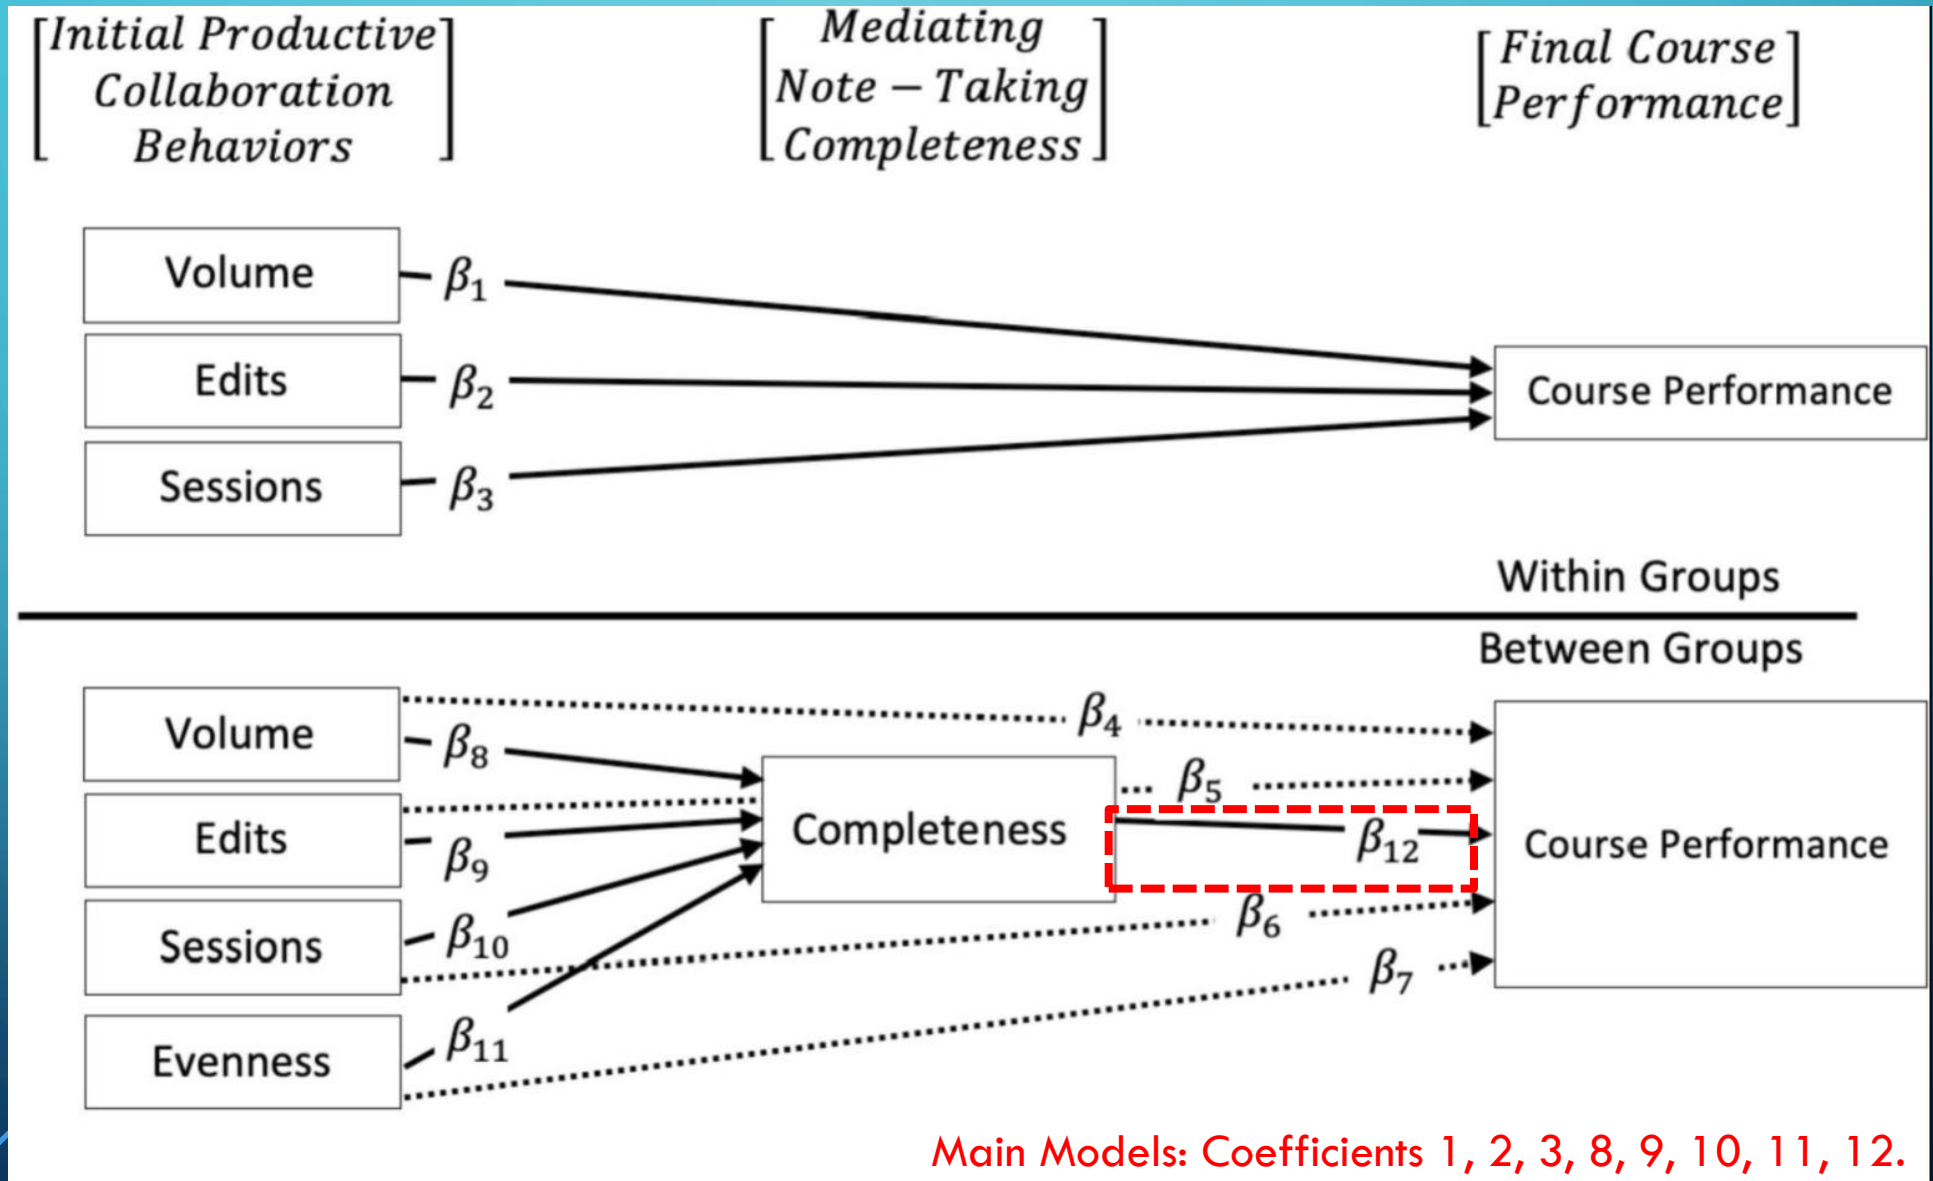 [Initial Productive
Collaboration
Behaviors]
[Mediating
Note – Taking
Completeness]
[Final Course
Performance]
Volume
β₁
Edits
β₂
Sessions
β₃
Course Performance
Within Groups
Between Groups
Volume
β₈
Edits
β₉
Sessions
β₁₀
Evenness
β₁₁
Completeness
β₄
β₅
β₁₂
β₆
β₇
Course Performance
Main Models: Coefficients 1, 2, 3, 8, 9, 10, 11, 12.